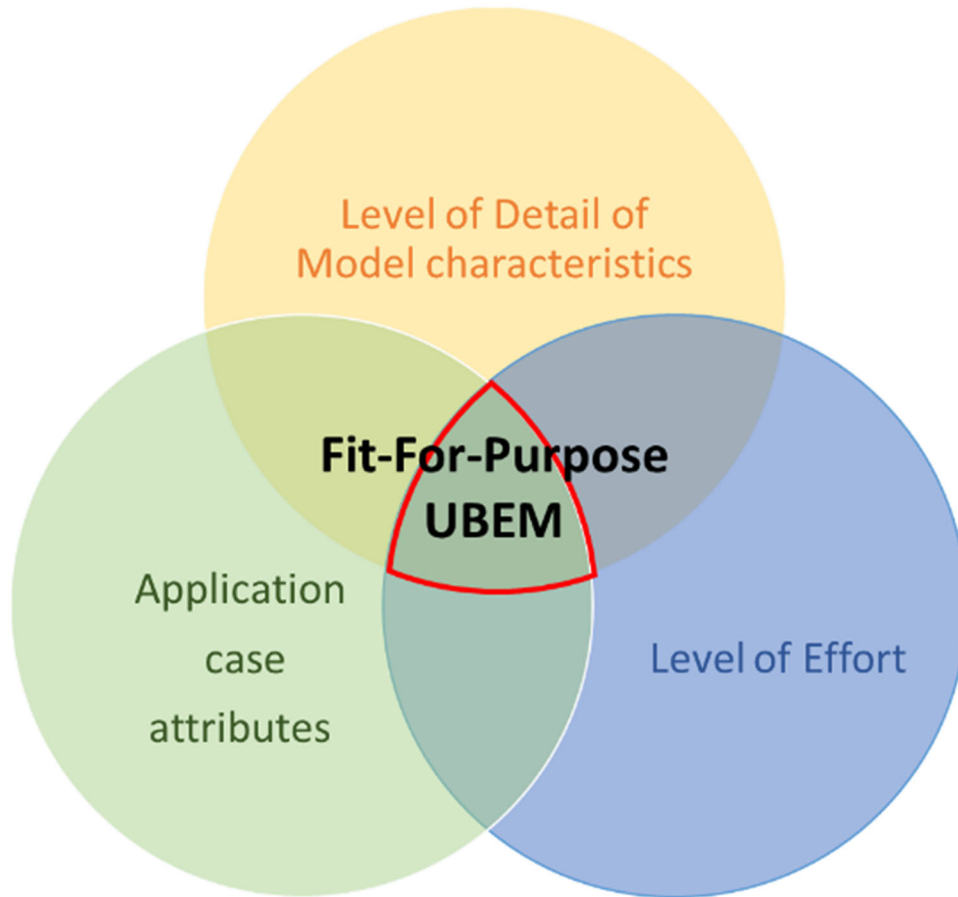 Level of Detail of
Model characteristics
Fit-For-Purpose
UBEM
Application
case
attributes
Level of Effort